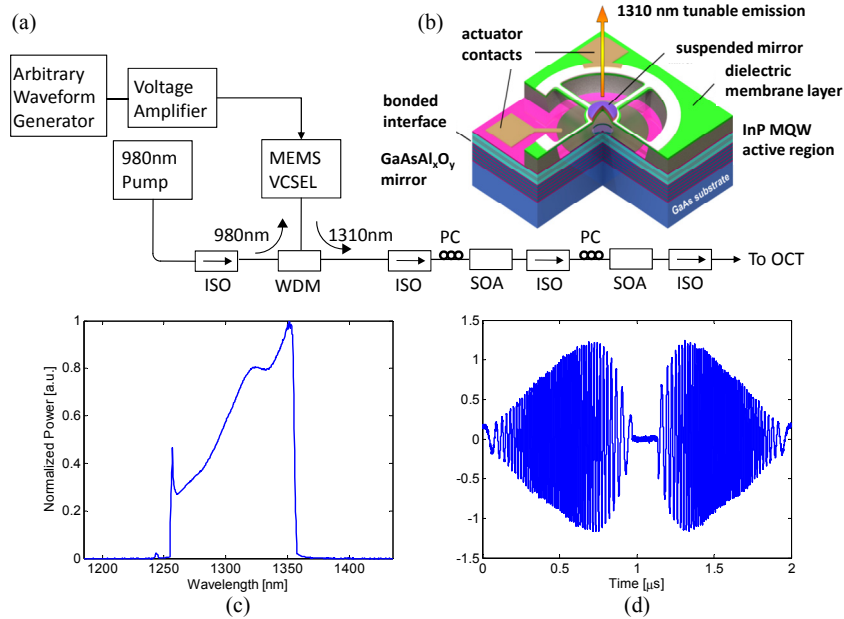 (a)
Arbitrary
Waveform
Generator
Voltage
Amplifier
980nm
Pump
MEMS
VCSEL
980nm
1310nm
ISO
WDM
ISO
PC
SOA
ISO
PC
SOA
ISO
To OCT
(b)
1310 nm tunable emission
actuator
contacts
suspended mirror
dielectric
membrane layer
bonded
interface
InP MQW
active region
GaAsAlxOy
mirror
GaAs substrate
Normalized Power [a.u.]
1
0.8
0.6
0.4
0.2
0
1200
1250
1300
1350
1400
Wavelength [nm]
(c)
1.5
1
0.5
0
-0.5
-1
-1.5
0
0.5
1
1.5
2
Time [μs]
(d)